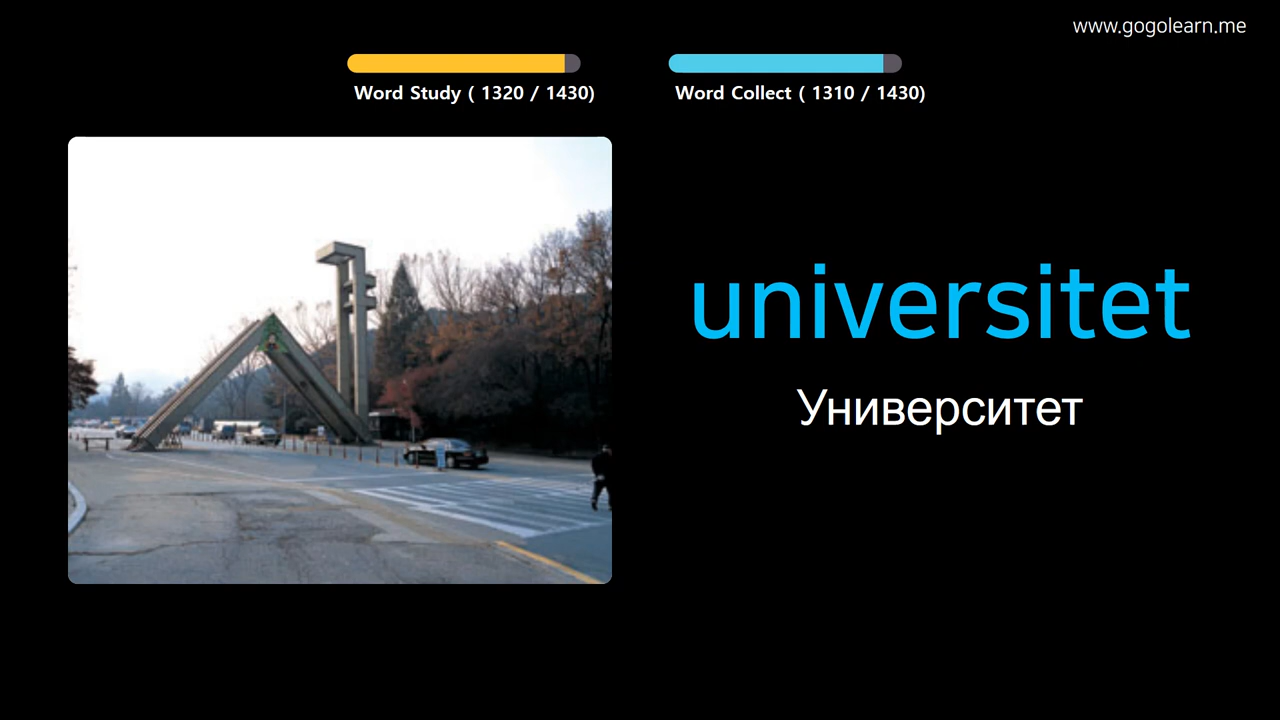 www.gogolearn.me
Word Study ( 1320 / 1430)
Word Collect ( 1310 / 1430)
universitet
Университет